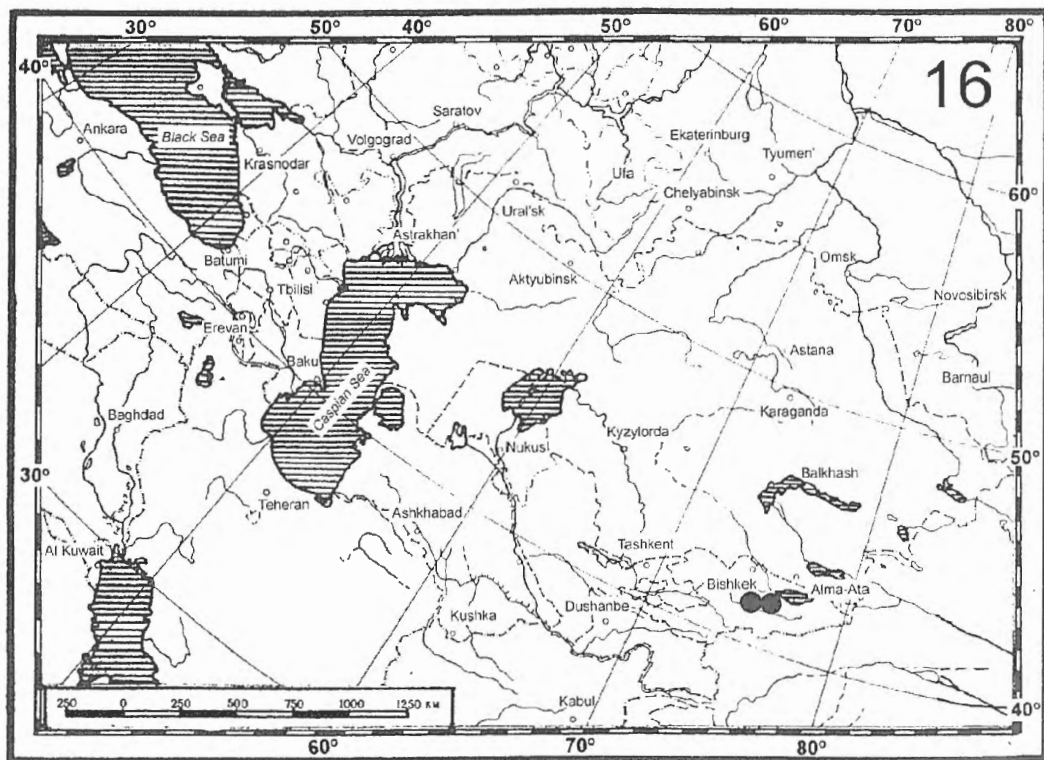 50° 40° 50° 60° 70° 80°
16
40°
Saratov
Ankara
Black Sea
Volgograd
Ekaterinburg
Krasnodar
Tyumen'
Ufa
Chelyabinsk
60°
Ural'sk
Astrakhan'
Batumi
Omsk
Aktyubinsk
Tbilisi
Novosibirsk
Erevan
Astana
Baku
Barnaul
Caspian Sea
Karaganda
Baghdad
Kyzylorda
Nukus
50°
30°
Balkhash
Teheran
Ashkhabad
Al Kuwait
Tashkent
Bishkek
Alma-Ata
Dushanbe
Kushka
Kabul
250 0 250 500 750 1000 1250 км
40°
60° 70° 80°